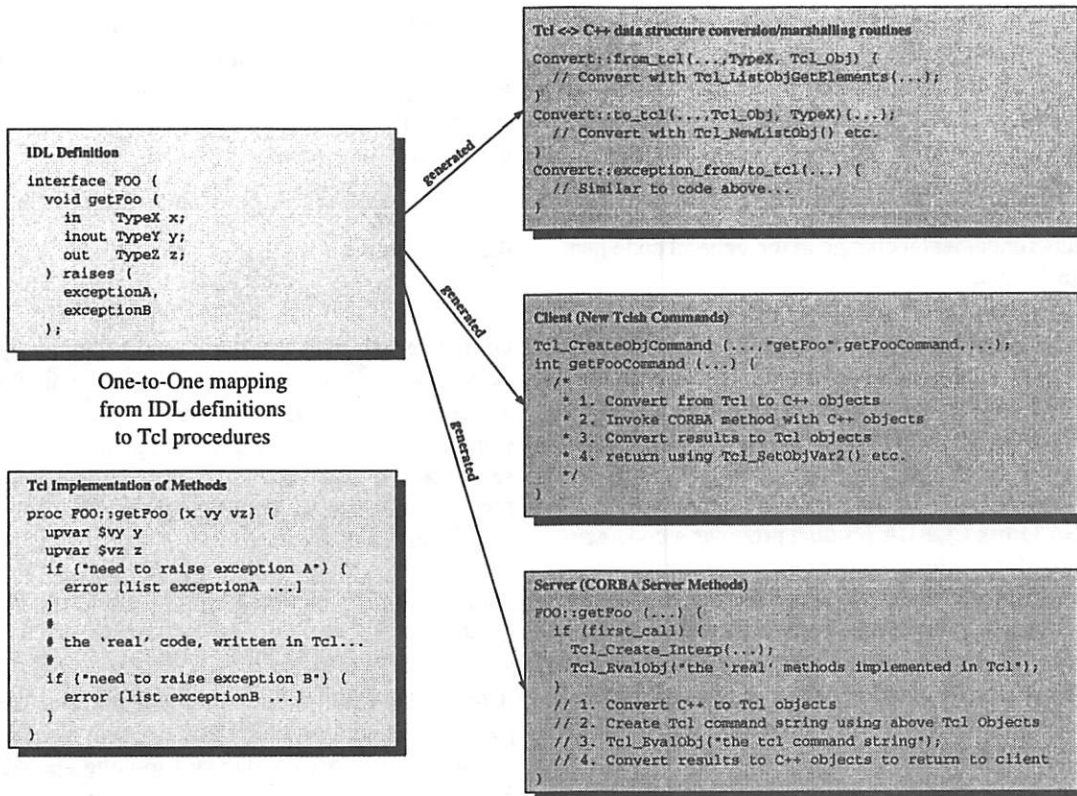 IDL Definition
interface FOO {
void getFoo (
in TypeX x;
inout TypeY y;
out TypeZ z;
) raises (
exceptionA,
exceptionB
);
One-to-One mapping
from IDL definitions
to Tcl procedures
Tcl Implementation of Methods
proc FOO::getFoo {x vy vz} {
upvar $vy y
upvar $vz z
if {"need to raise exception A"} {
error [list exceptionA ...]
}
#
# the 'real' code, written in Tcl...
#
if {"need to raise exception B"} {
error [list exceptionB ...]
}
}
generated
generated
generated
Tcl <-> C++ data structure conversion/marshalling routines
Convert::from_tcl(...,TypeX, Tcl_Obj) {
// Convert with Tcl_ListObjGetElements(...);
}
Convert::to_tcl(...,Tcl_Obj, TypeX)(...);
// Convert with Tcl_NewListObj() etc.
}
Convert::exception_from/to_tcl(...) {
// Similar to code above...
}
Client (New Tclsh Commands)
Tcl_CreateObjCommand (...,"getFoo",getFooCommand,...);
int getFooCommand (...) {
/*
* 1. Convert from Tcl to C++ objects
* 2. Invoke CORBA method with C++ objects
* 3. Convert results to Tcl objects
* 4. return using Tcl_SetObjVar2() etc.
*/
}
Server (CORBA Server Methods)
FOO::getFoo (...) {
if (first_call) {
Tcl_Create_Interp(...);
Tcl_EvalObj("the 'real' methods implemented in Tcl");
}
// 1. Convert C++ to Tcl objects
// 2. Create Tcl command string using above Tcl Objects
// 3. Tcl_EvalObj("the tcl command string");
// 4. Convert results to C++ objects to return to client
}